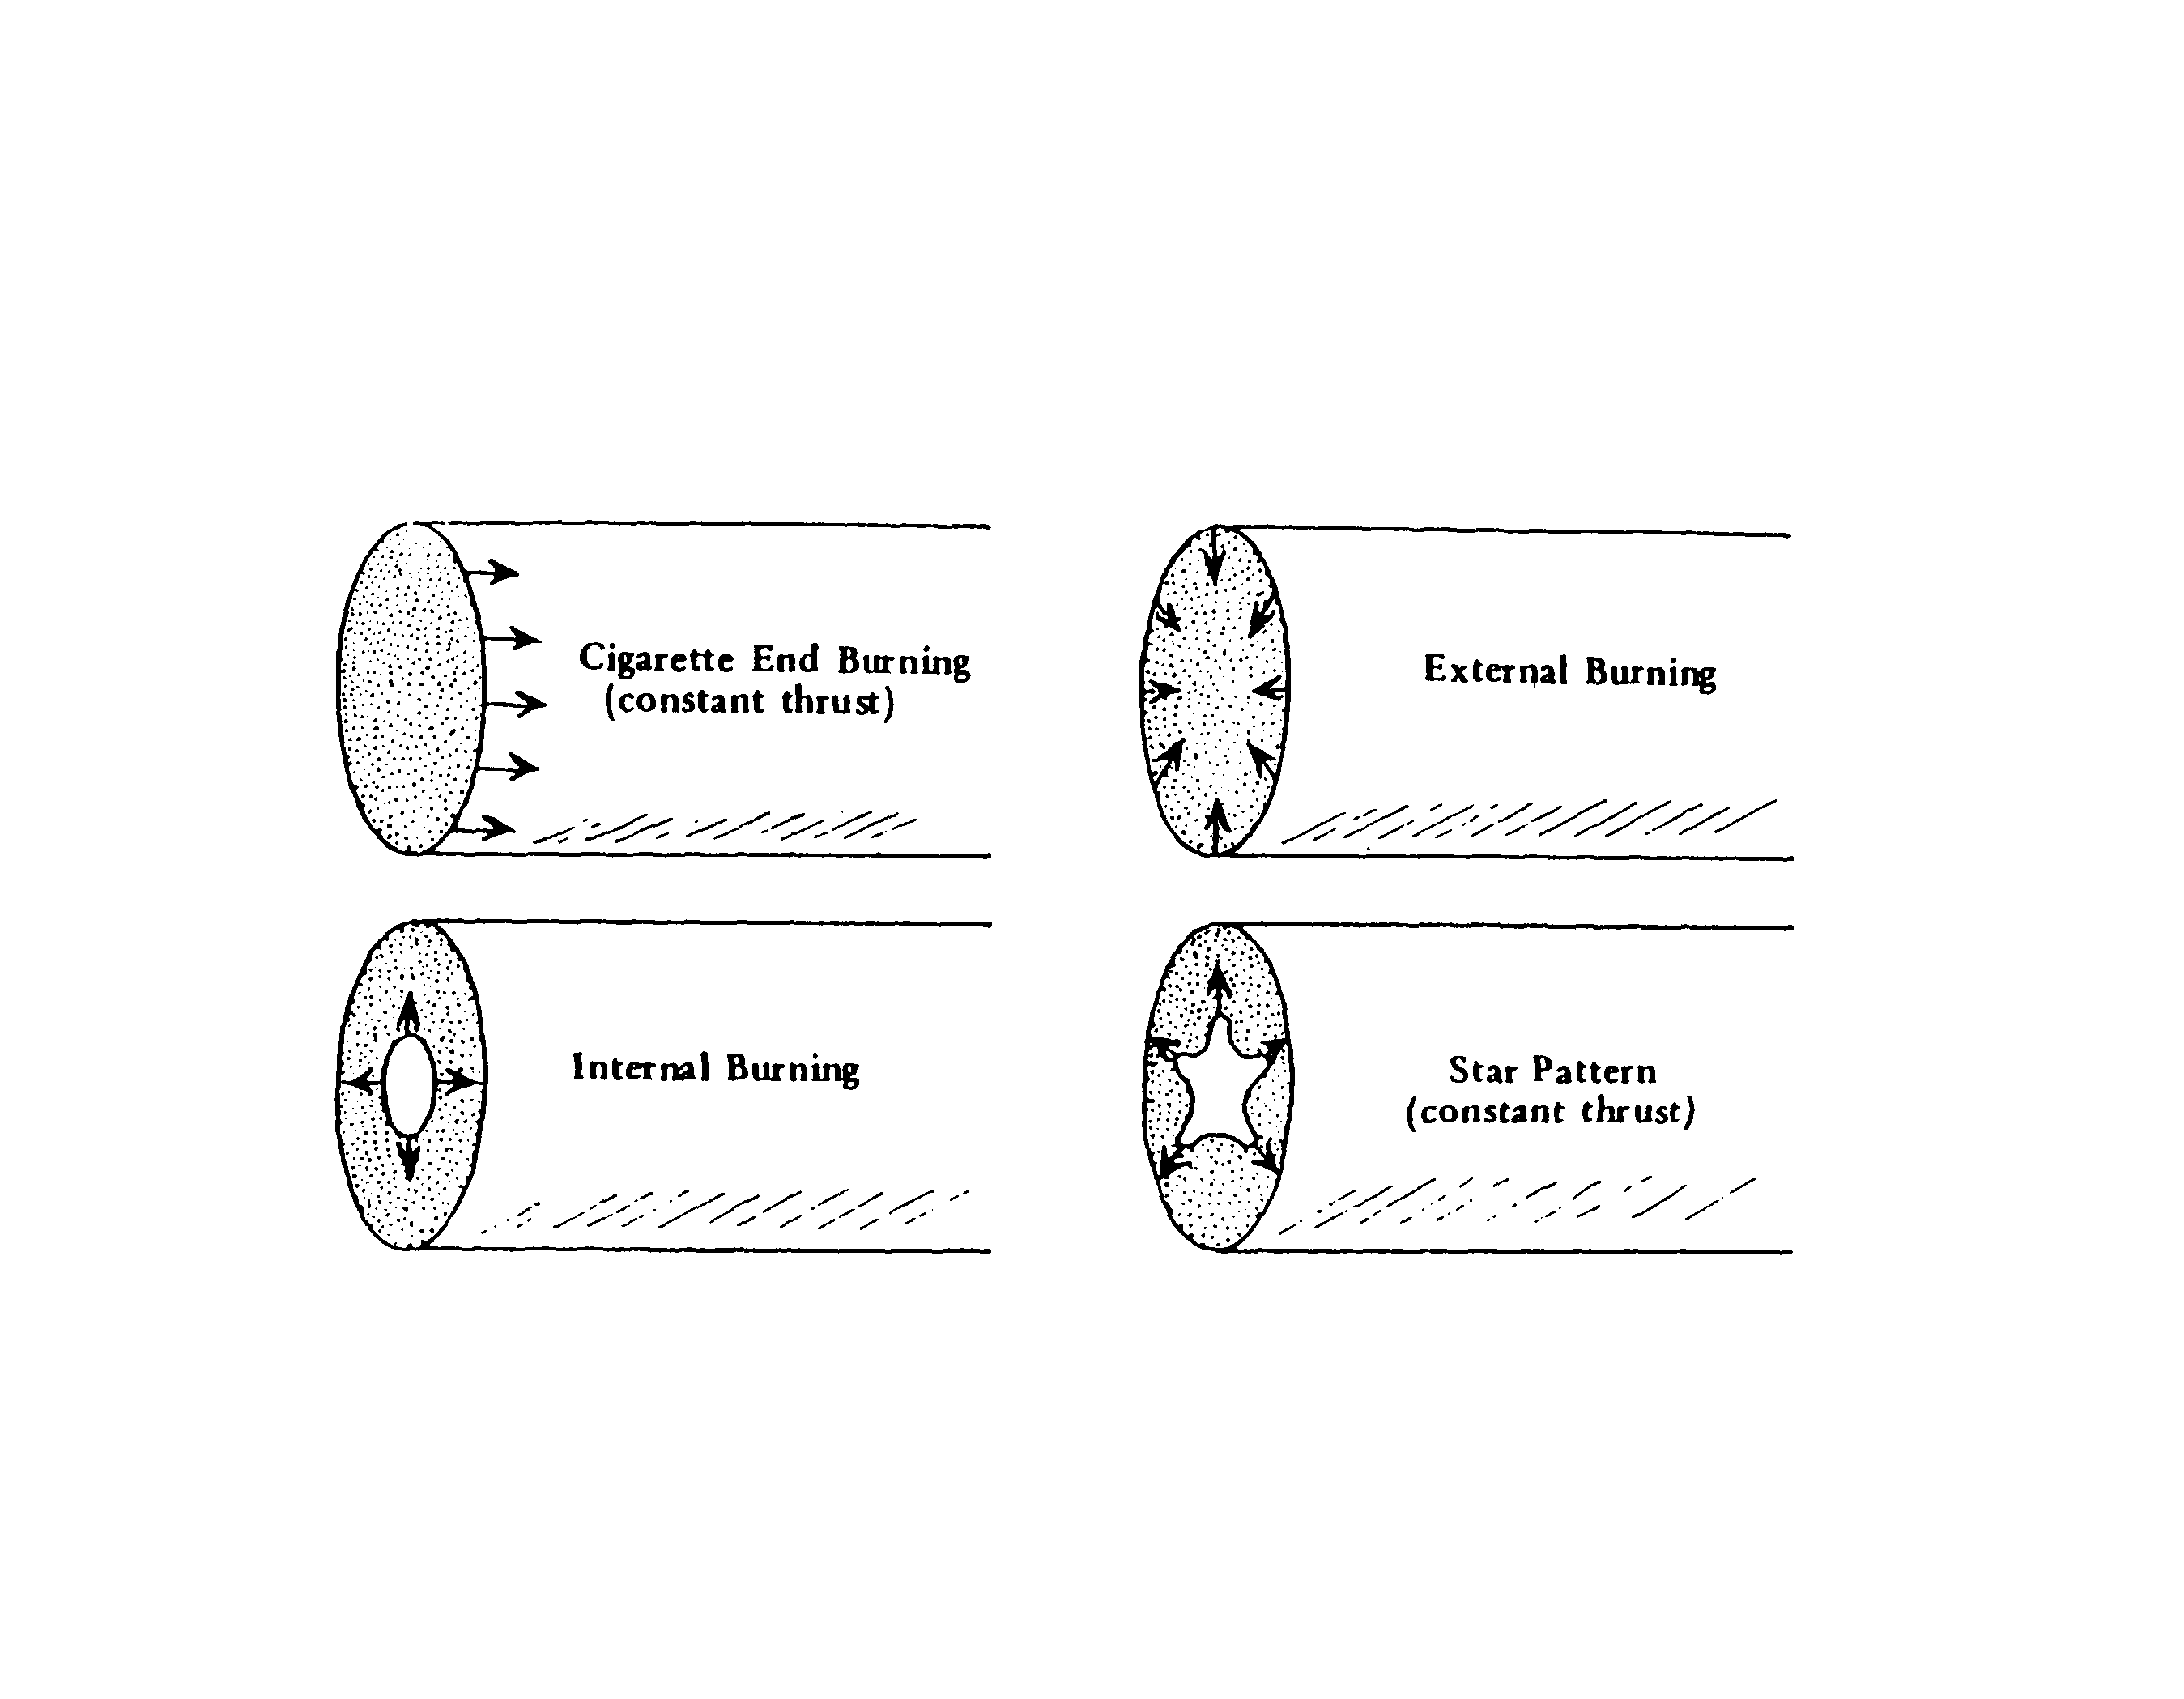 Cigarette End Burning
(constant thrust)
External Burning
Internal Burning
Star Pattern
(constant thrust)